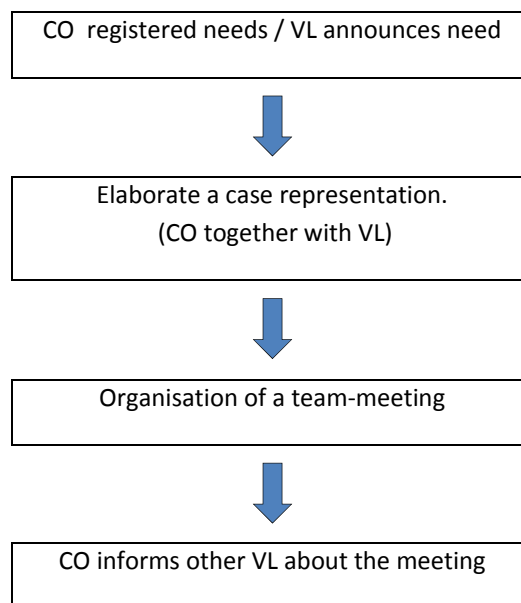 CO registered needs / VL announces need
Elaborate a case representation.
(CO together with VL)
Organisation of a team-meeting
CO informs other VL about the meeting